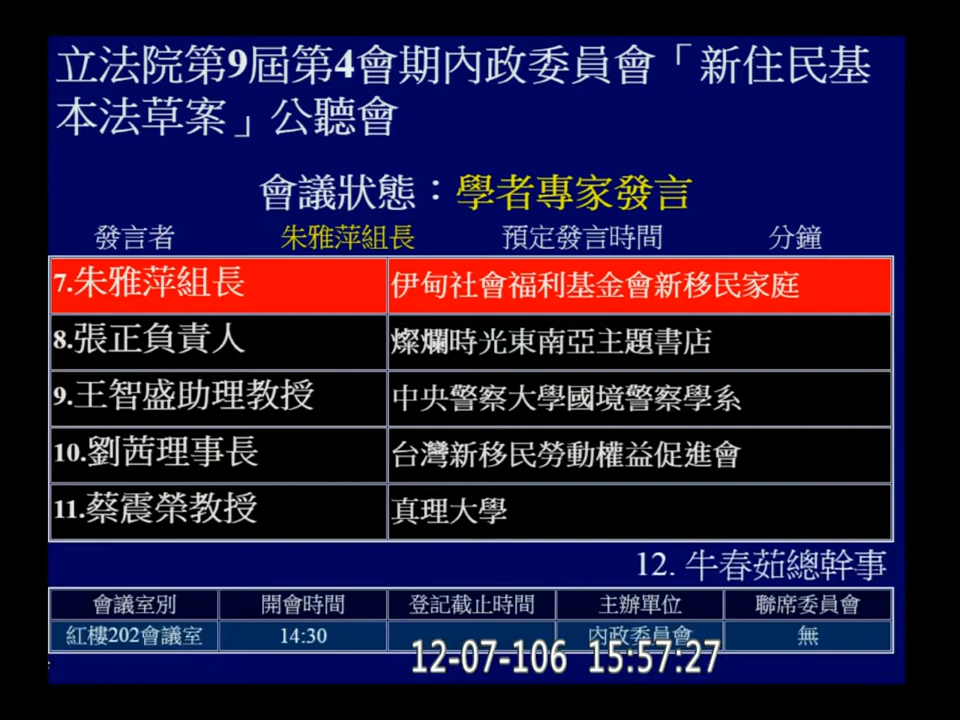 立法院第9屆第4會期內政委員會「新住民基
本法草案」公聽會
會議狀態：學者專家發言
發言者 朱雅萍組長 預定發言時間 分鐘
7.朱雅萍組長 伊甸社會福利基金會新移民家庭
8.張正負責人 燦爛時光東南亞主題書店
9.王智盛助理教授 中央警察大學國境警察學系
10.劉茜理事長 台灣新移民勞動權益促進會
11.蔡震榮教授 真理大學
12. 牛春茹總幹事
會議室別 開會時間 登記截止時間 主辦單位 聯席委員會
紅樓202會議室 14:30 內政委員會 無
12-07-106 15:57:27